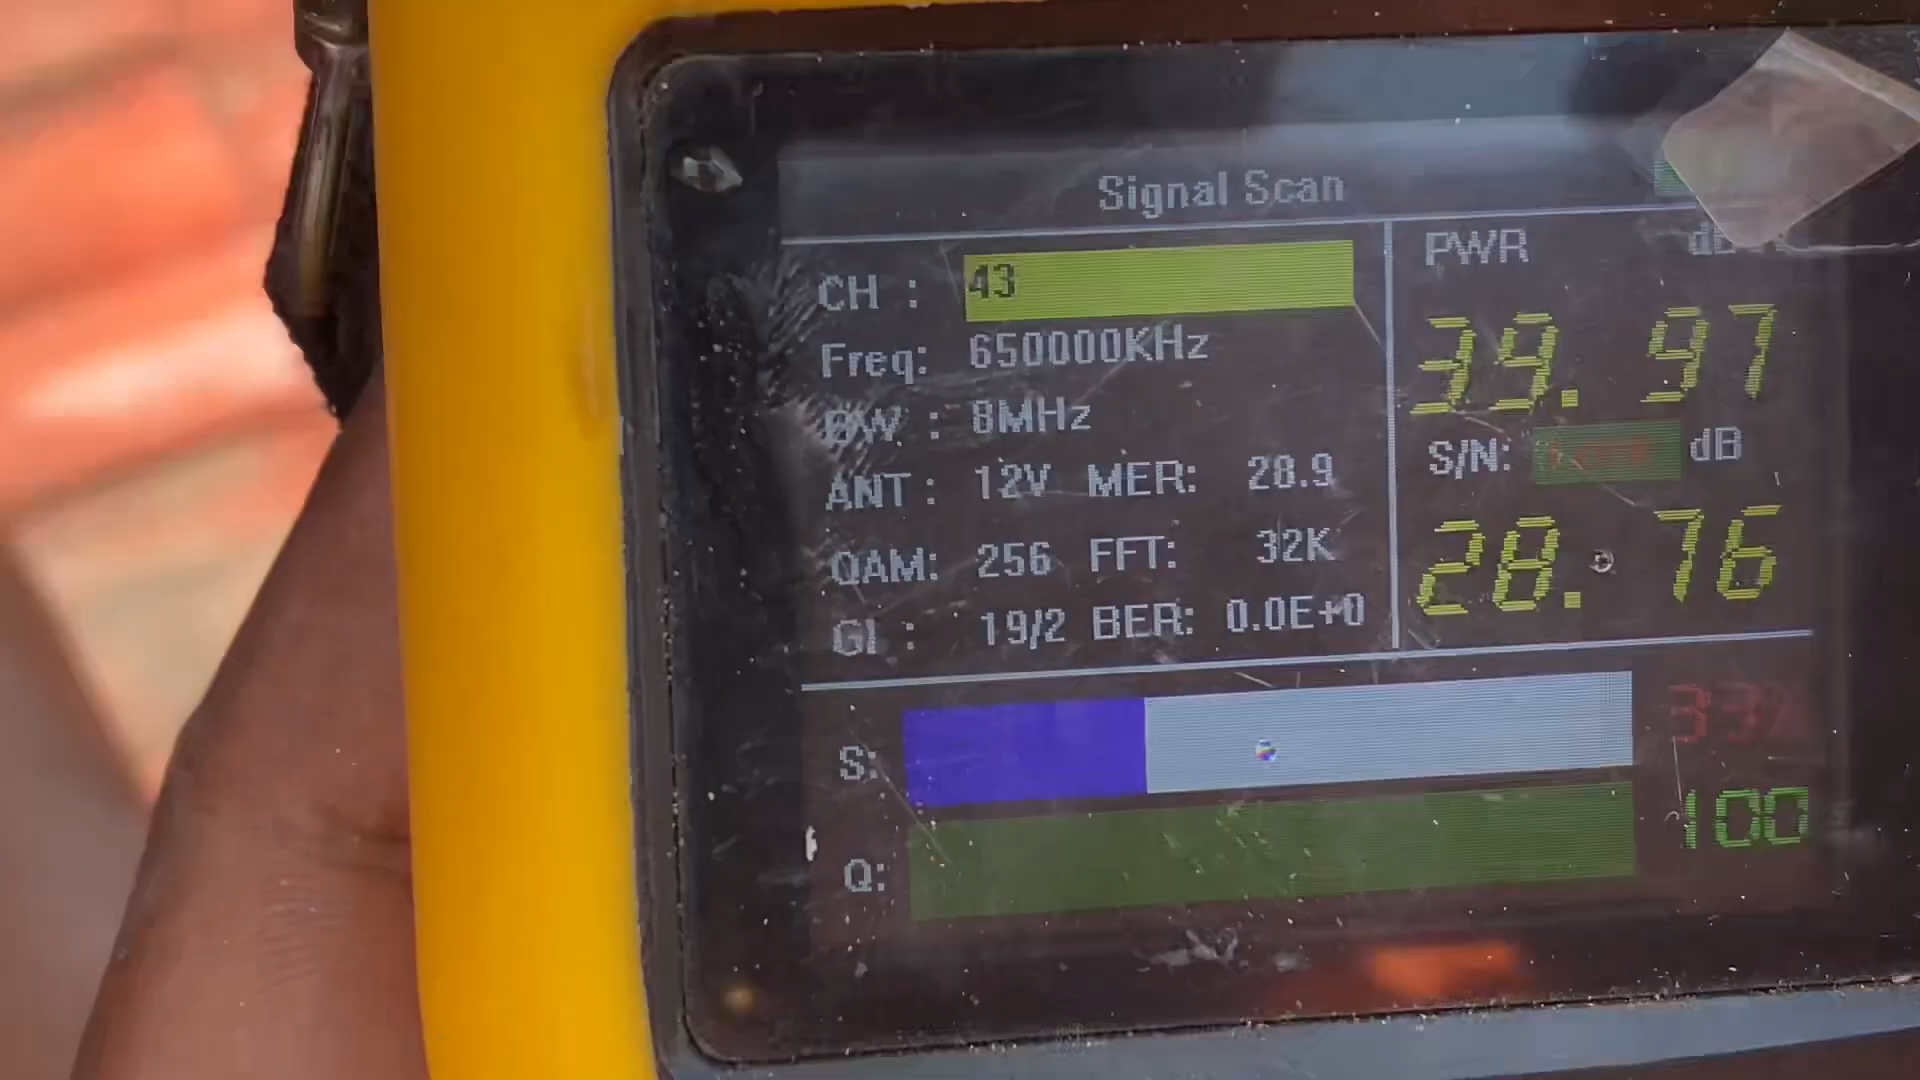 Signal Scan
CH : 43
Freq: 650000KHz
BW : 8MHz
ANT : 12V MER: 28.9
QAM: 256 FFT: 32K
GI : 19/2 BER: 0.0E+0
PWR
39.97
S/N: dB
28.76
S: 33%
Q: 100